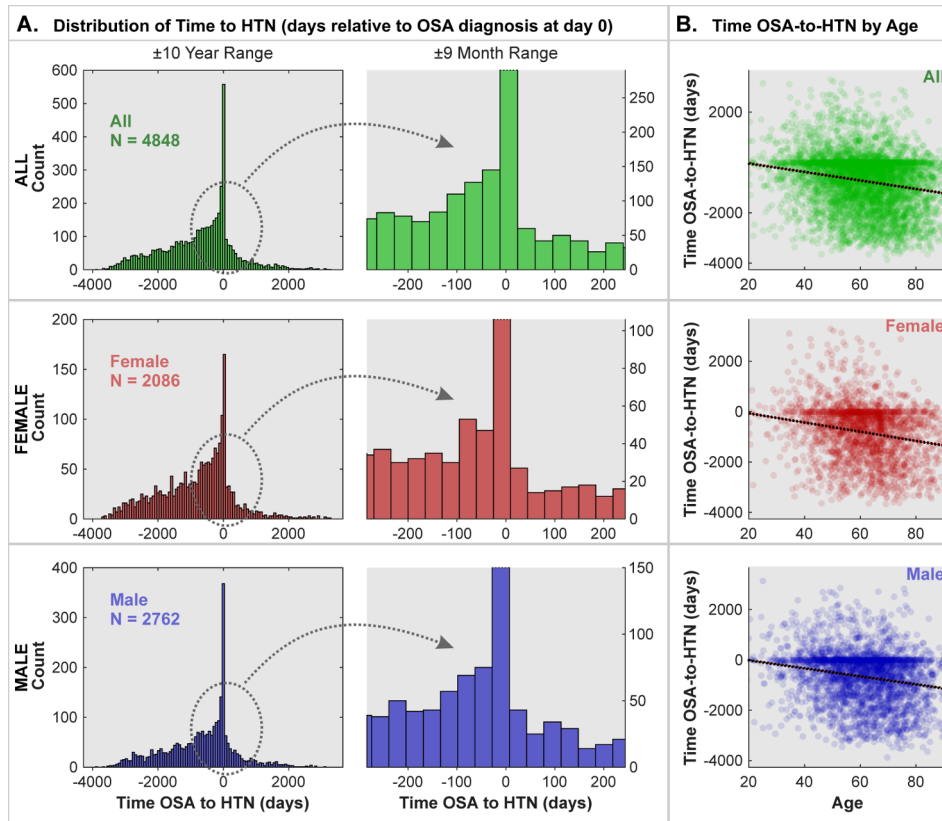 A. Distribution of Time to HTN (days relative to OSA diagnosis at day 0)
±10 Year Range
±9 Month Range
ALL
Count
600
500
400
300
200
100
0
All
N = 4848
-4000 -2000 0 2000
250
200
150
100
50
0
-200 -100 0 100 200
FEMALE
Count
200
150
100
50
0
Female
N = 2086
-4000 -2000 0 2000
100
80
60
40
20
0
-200 -100 0 100 200
MALE
Count
400
300
200
100
0
Male
N = 2762
-4000 -2000 0 2000
Time OSA to HTN (days)
150
100
50
0
-200 -100 0 100 200
Time OSA to HTN (days)
B. Time OSA-to-HTN by Age
Time OSA-to-HTN (days)
2000
0
-2000
-4000
All
20 40 60 80
Time OSA-to-HTN (days)
2000
0
-2000
-4000
Female
20 40 60 80
Time OSA-to-HTN (days)
2000
0
-2000
-4000
Male
20 40 60 80
Age